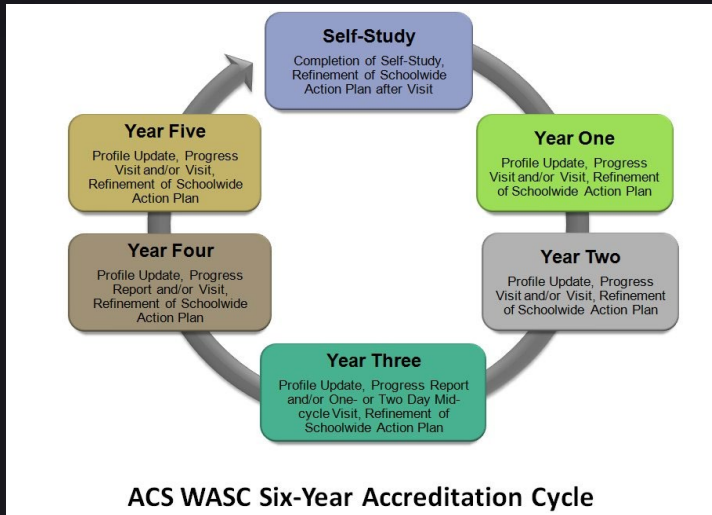 Self-Study
Completion of Self-Study,
Refinement of Schoolwide
Action Plan after Visit
Year One
Profile Update, Progress
Visit and/or Visit, Refinement
of Schoolwide Action Plan
Year Two
Profile Update, Progress
Visit and/or Visit, Refinement
of Schoolwide Action Plan
Year Three
Profile Update, Progress Report
and/or One- or Two Day Mid-
cycle Visit, Refinement of
Schoolwide Action Plan
Year Four
Profile Update, Progress
Report and/or Visit,
Refinement of Schoolwide
Action Plan
Year Five
Profile Update, Progress
Visit and/or Visit,
Refinement of Schoolwide
Action Plan
ACS WASC Six-Year Accreditation Cycle